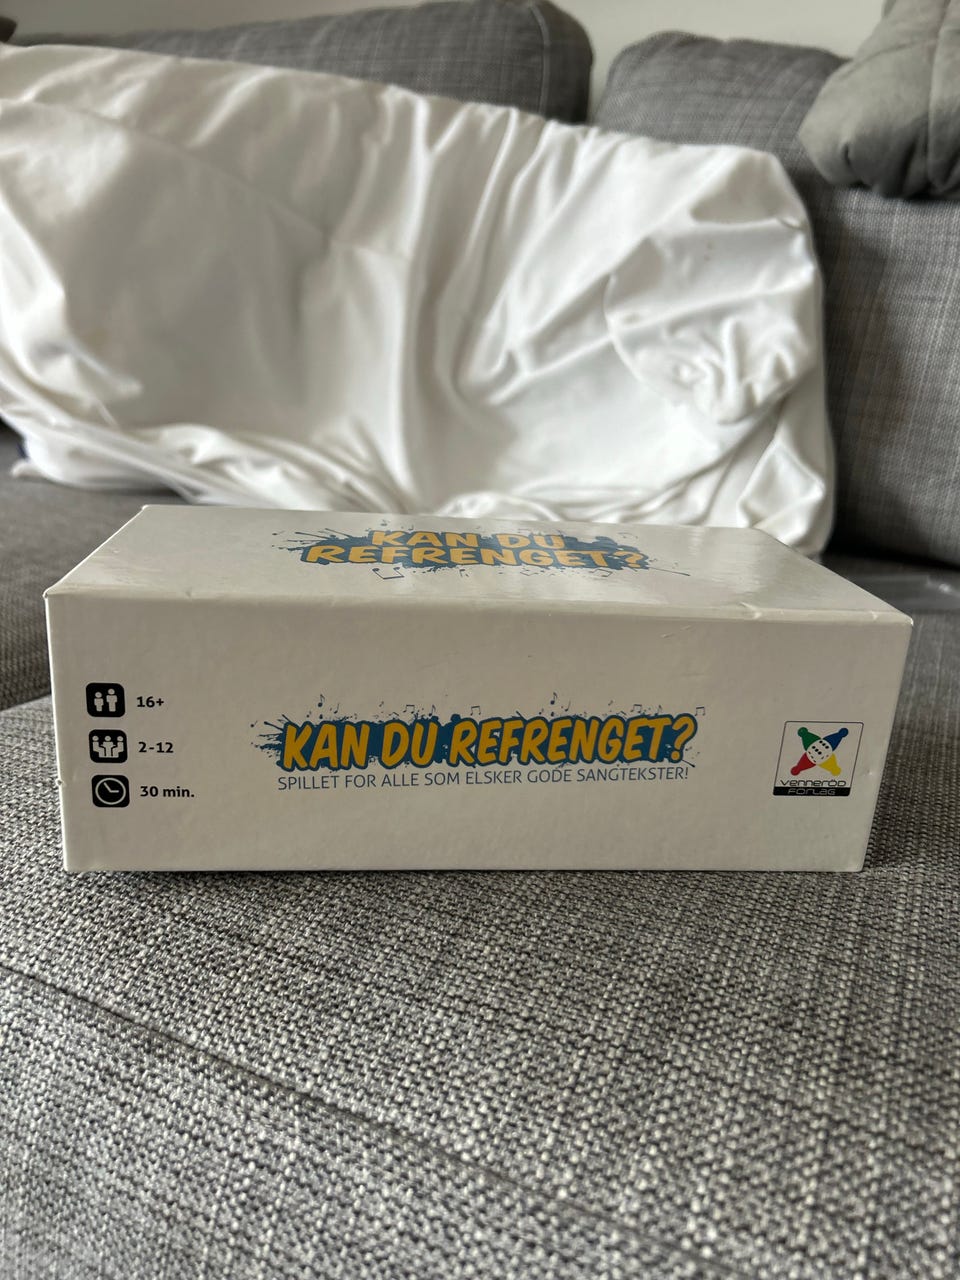 KAN DU
REFRENGET?
16+
2-12
30 min.
KAN DU REFRENGET?
SPILLET FOR ALLE SOM ELSKER GODE SANGTEKSTER!
vennerød
forlag